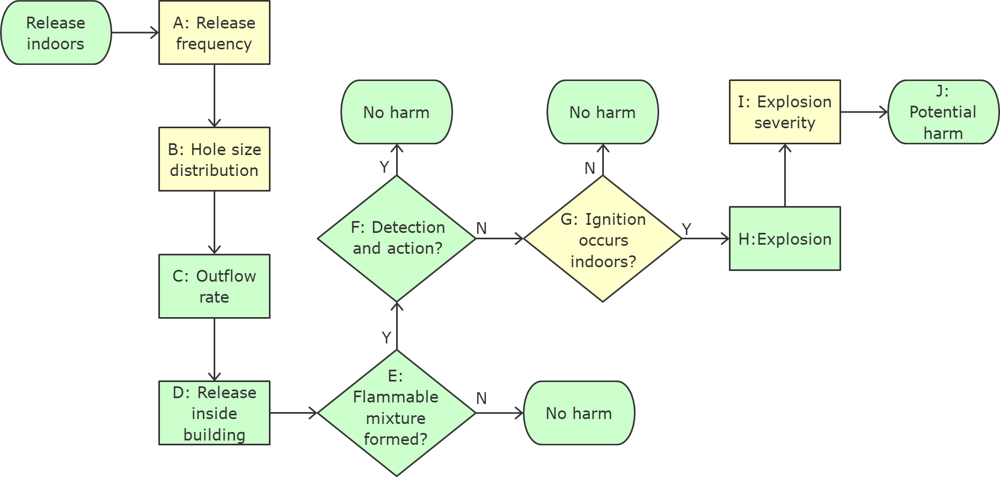 Release
indoors
A: Release
frequency
B: Hole size
distribution
C: Outflow
rate
D: Release
inside
building
E:
Flammable
mixture
formed?
N
No harm
Y
F: Detection
and action?
Y
No harm
N
G: Ignition
occurs
indoors?
N
No harm
Y
H:Explosion
I: Explosion
severity
J:
Potential
harm